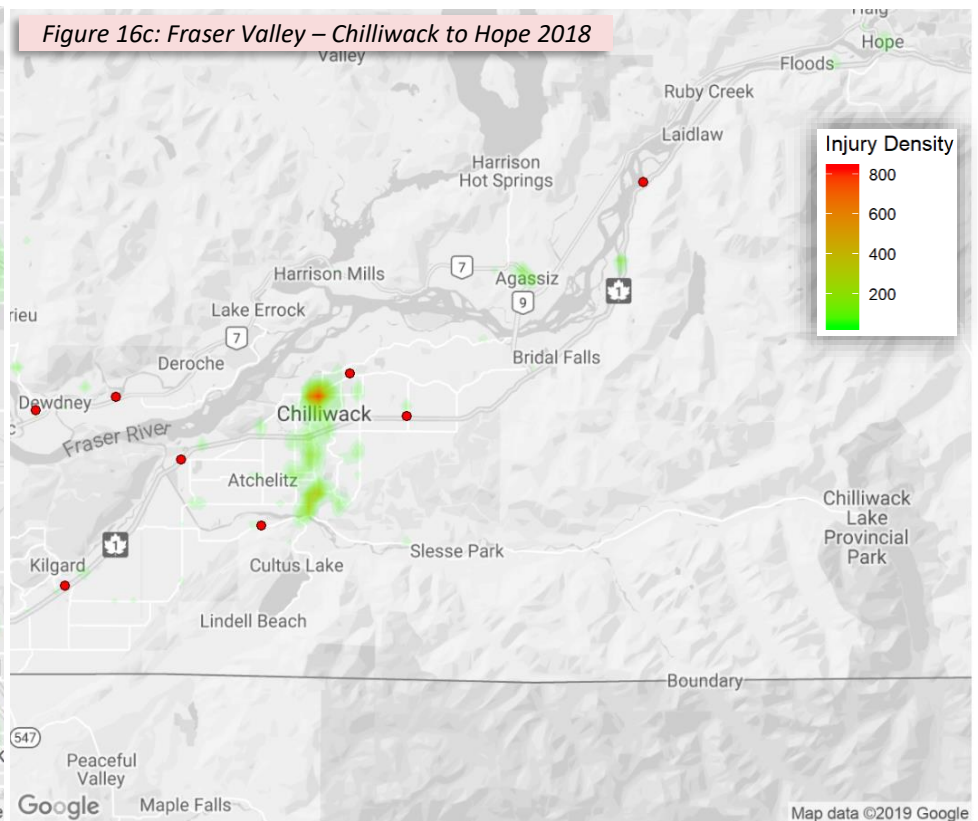 Figure 16c: Fraser Valley – Chilliwack to Hope 2018
Valley
Haig
Hope
Floods
Ruby Creek
Laidlaw
Injury Density
800
600
400
200
Harrison
Hot Springs
7
Agassiz
9
1
Harrison Mills
Lake Errock
7
Deroche
Bridal Falls
Dewdney
Chilliwack
Fraser River
Atchelitz
Chilliwack
Lake
Provincial
Park
1
Kilgard
Cultus Lake
Slesse Park
Lindell Beach
Boundary
547
Peaceful
Valley
Google
Maple Falls
Map data ©2019 Google